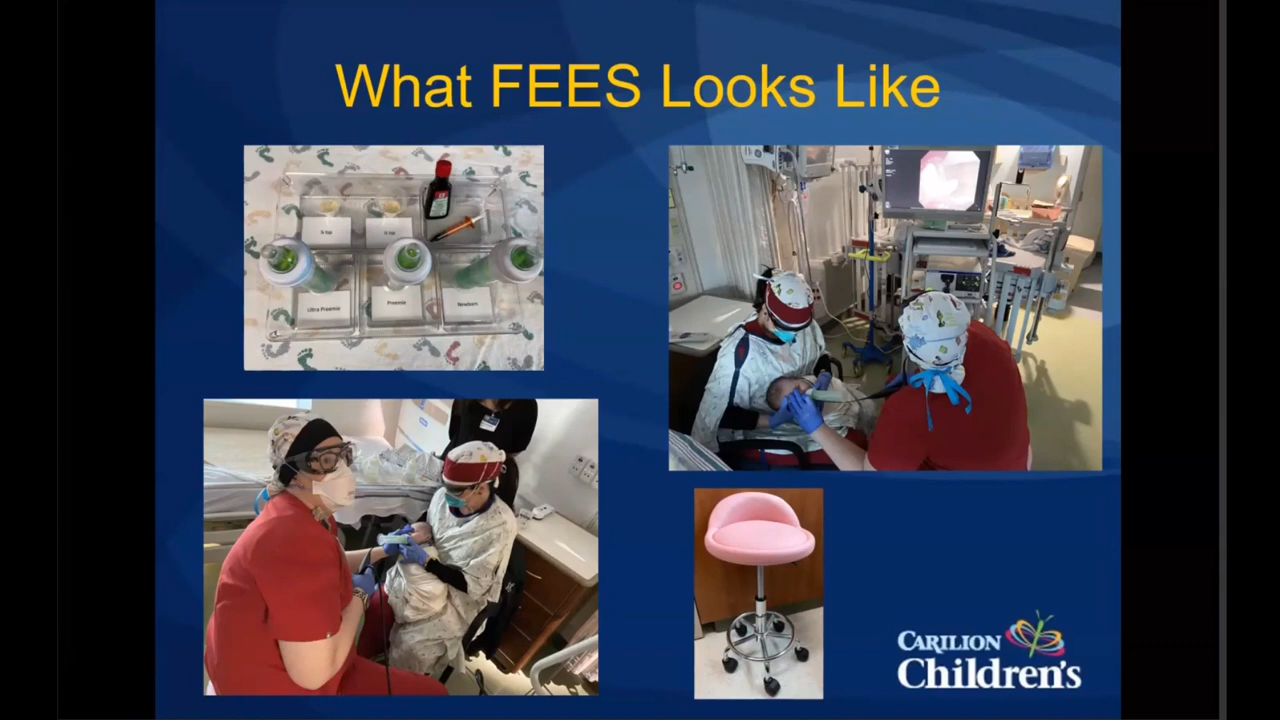 What FEES Looks Like
Ultra Preemie
Preemie
Newborn
CARILION
Children's